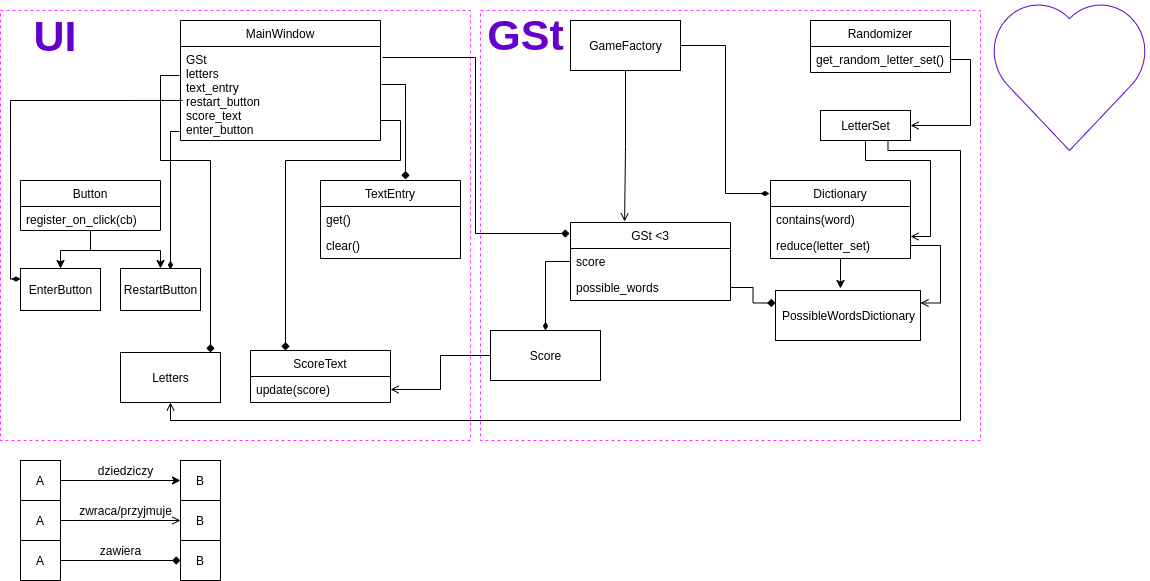 UI
MainWindow
GSt
letters
text_entry
restart_button
score_text
enter_button
Button
register_on_click(cb)
EnterButton
RestartButton
TextEntry
get()
clear()
Letters
ScoreText
update(score)
GSt
GameFactory
Randomizer
get_random_letter_set()
LetterSet
Dictionary
contains(word)
reduce(letter_set)
GSt <3
score
possible_words
PossibleWordsDictionary
Score
A
dziedziczy
B
A
zwraca/przyjmuje
B
A
zawiera
B